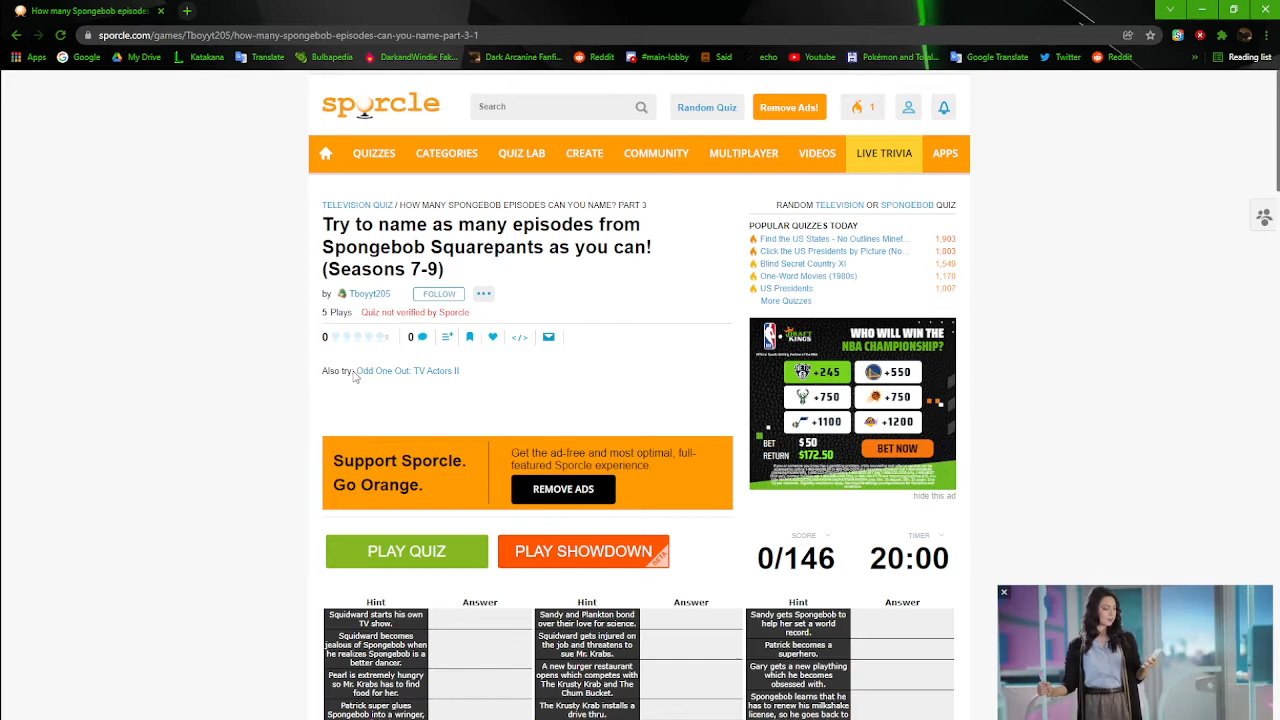 How many Spongebob episodes
sporcle.com/games/Tboyyt205/how-many-spongebob-episodes-can-you-name-part-3-1
Apps
Google
My Drive
Katakana
Translations
Bulbapedia
DarkandWindie Fak...
Dark Arcanine Fanfi...
Reddit
#main-lobby
Said
echo
Youtube
Pokémon and Total...
Google Translate
Twitter
Reddit
»
Reading list
sporcle
Search
Random Quiz
Remove Ads!
1
QUIZZES
CATEGORIES
QUIZ LAB
CREATE
COMMUNITY
MULTIPLAYER
VIDEOS
LIVE TRIVIA
APPS
TELEVISION QUIZ / HOW MANY SPONGEBOB EPISODES CAN YOU NAME? PART 3
Try to name as many episodes from
Spongebob Squarepants as you can!
(Seasons 7-9)
by Tboyyt205
FOLLOW
5 Plays
Quiz not verified by Sporcle
0
0
0
</>
Also try: Odd One Out: TV Actors II
Support Sporcle.
Go Orange.
Get the ad-free and most optimal, full-
featured Sporcle experience.
REMOVE ADS
PLAY QUIZ
PLAY SHOWDOWN
BETA
RANDOM TELEVISION OR SPONGEBOB QUIZ
POPULAR QUIZZES TODAY
Find the US States - No Outlines Minef...
1,903
Click the US Presidents by Picture (No...
1,803
Blind Secret Country XI
1,549
One-Word Movies (1980s)
1,170
US Presidents
1,007
More Quizzes
NBA
DRAFT
KINGS
WHO WILL WIN THE
NBA CHAMPIONSHIP?
+245
+550
+750
+750
+1100
+1200
BET
$50
RETURN
$172.50
BET NOW
hide this ad
SCORE
0/146
TIMER
20:00
Hint
Answer
Hint
Answer
Hint
Answer
Squidward starts his own
TV show.
Squidward becomes
jealous of Spongebob when
he realizes Spongebob is a
better dancer.
Pearl is extremely hungry
so Mr. Krabs has to find
food for her.
Patrick super glues
Spongebob into a wringer,
Sandy and Plankton bond
over their love for science.
Squidward gets injured on
the job and threatens to
sue Mr. Krabs.
A new burger restaurant
opens which competes with
The Krusty Krab and The
Chum Bucket.
The Krusty Krab installs a
drive thru.
Sandy gets Spongebob to
help her set a world
record.
Patrick becomes a
superhero.
Gary gets a new plaything
which he becomes
obsessed with.
Spongebob learns that he
has to renew his milkshake
license, so he goes back to